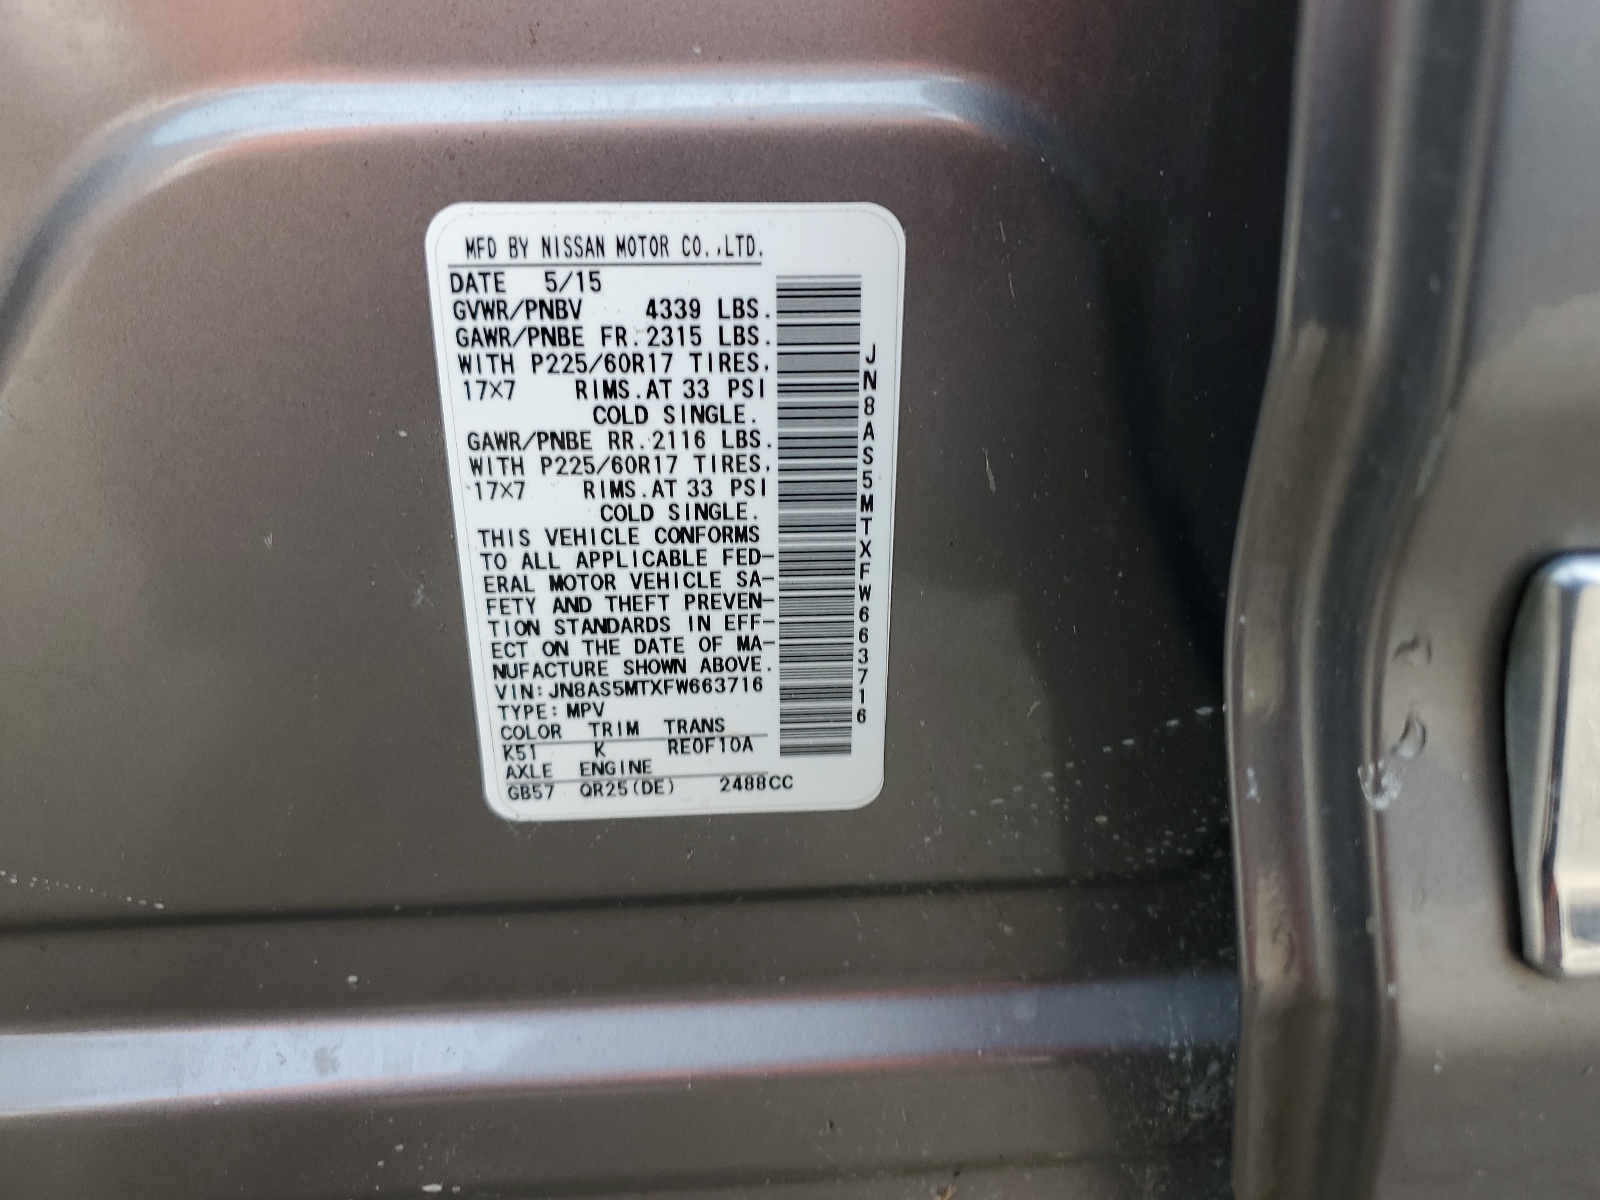 MFD BY NISSAN MOTOR CO.,LTD.
DATE 5/15
GVWR/PNBV 4339 LBS.
GAWR/PNBE FR.2315 LBS.
WITH P225/60R17 TIRES,
17X7 RIMS.AT 33 PSI
COLD SINGLE.
GAWR/PNBE RR.2116 LBS.
WITH P225/60R17 TIRES,
17X7 RIMS.AT 33 PSI
COLD SINGLE.
THIS VEHICLE CONFORMS
TO ALL APPLICABLE FED-
ERAL MOTOR VEHICLE SA-
FETY AND THEFT PREVEN-
TION STANDARDS IN EFF-
ECT ON THE DATE OF MA-
NUFACTURE SHOWN ABOVE.
VIN:JN8AS5MTXFW663716
TYPE:MPV
COLOR TRIM TRANS
K51 K RE0F10A
AXLE ENGINE
GB57 QR25(DE) 2488CC
JN8AS5MTXFW663716